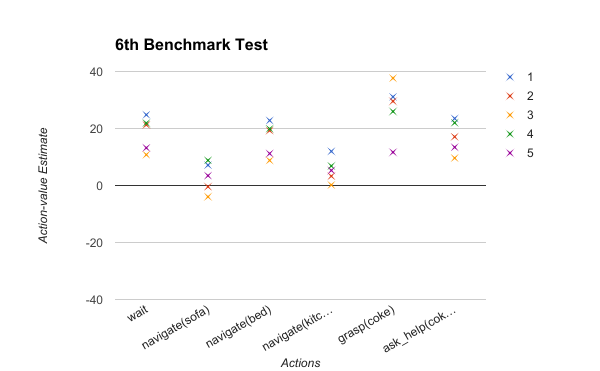 6th Benchmark Test
40
20
0
-20
-40
Action-value Estimate
wait
navigate(sofa)
navigate(bed)
navigate(kitc...
grasp(coke)
ask_help(cok...
Actions
1
2
3
4
5